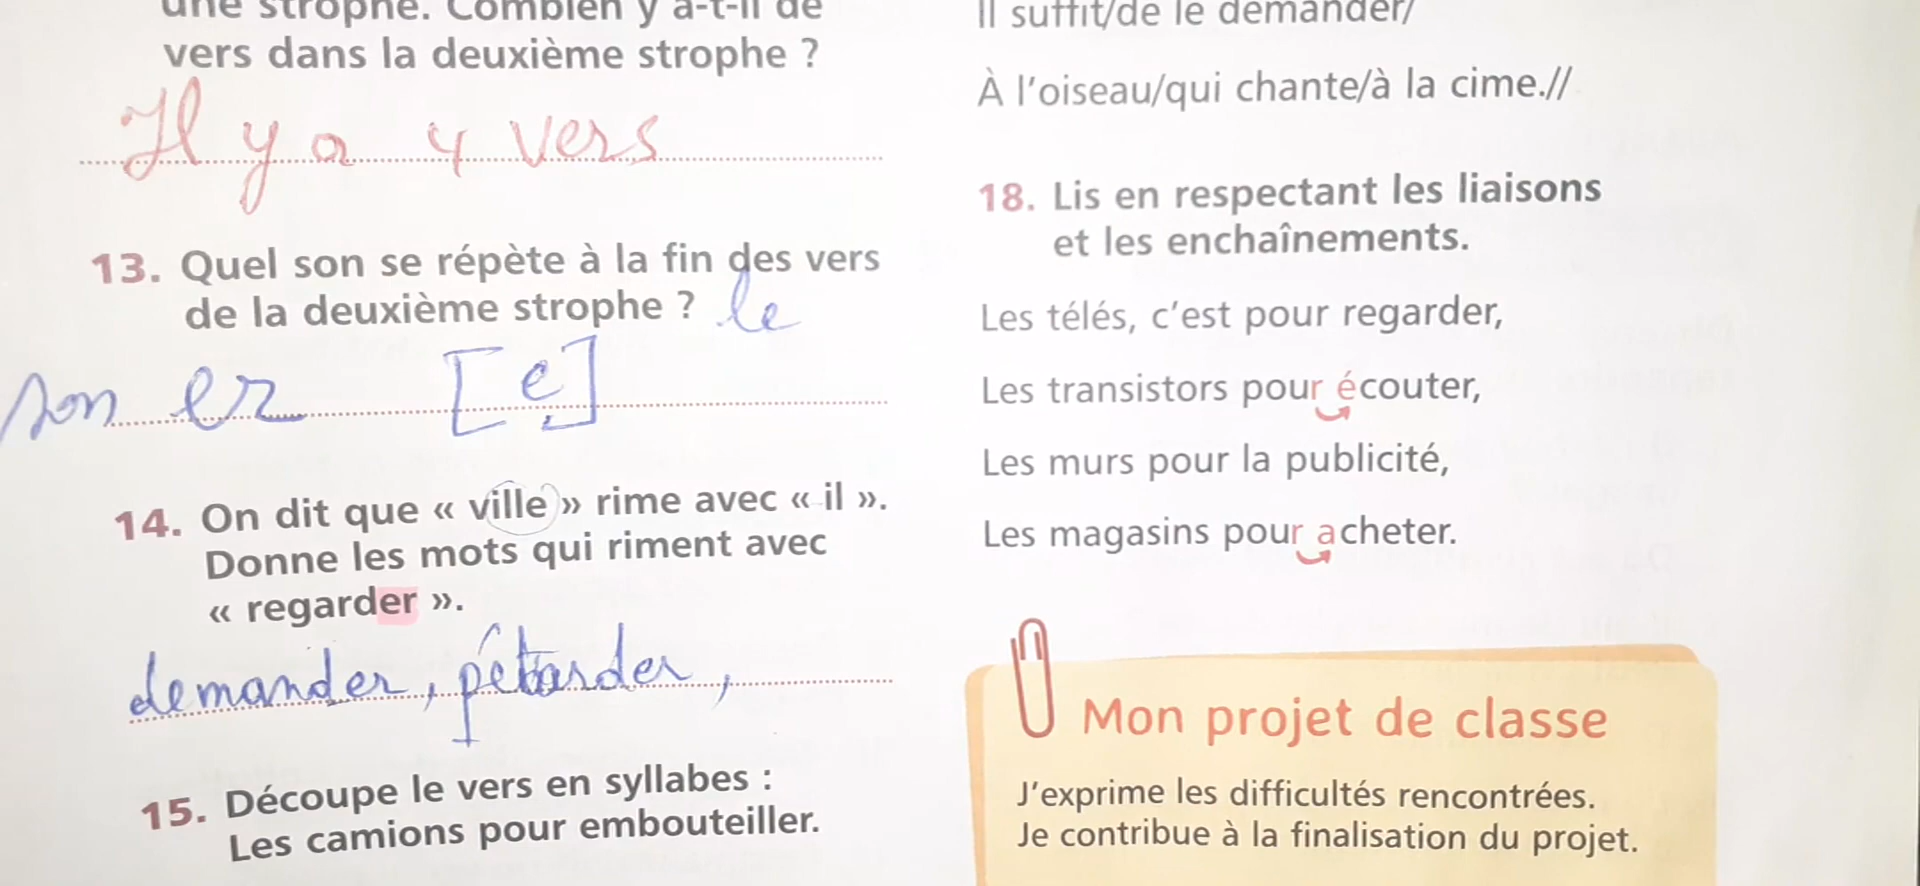 une strophe. Combien y a-t-il de
vers dans la deuxième strophe ?
Il y a 4 vers
13. Quel son se répète à la fin des vers
de la deuxième strophe ? le
son er [e]
14. On dit que « ville » rime avec « il ».
Donne les mots qui riment avec
« regarder ».
demander, pétarder,
15. Découpe le vers en syllabes :
Les camions pour embouteiller.
Il suffit/de le demander/
À l'oiseau/qui chante/à la cime.//
18. Lis en respectant les liaisons
et les enchaînements.
Les télés, c'est pour regarder,
Les transistors pour écouter,
Les murs pour la publicité,
Les magasins pour acheter.
Mon projet de classe
J'exprime les difficultés rencontrées.
Je contribue à la finalisation du projet.